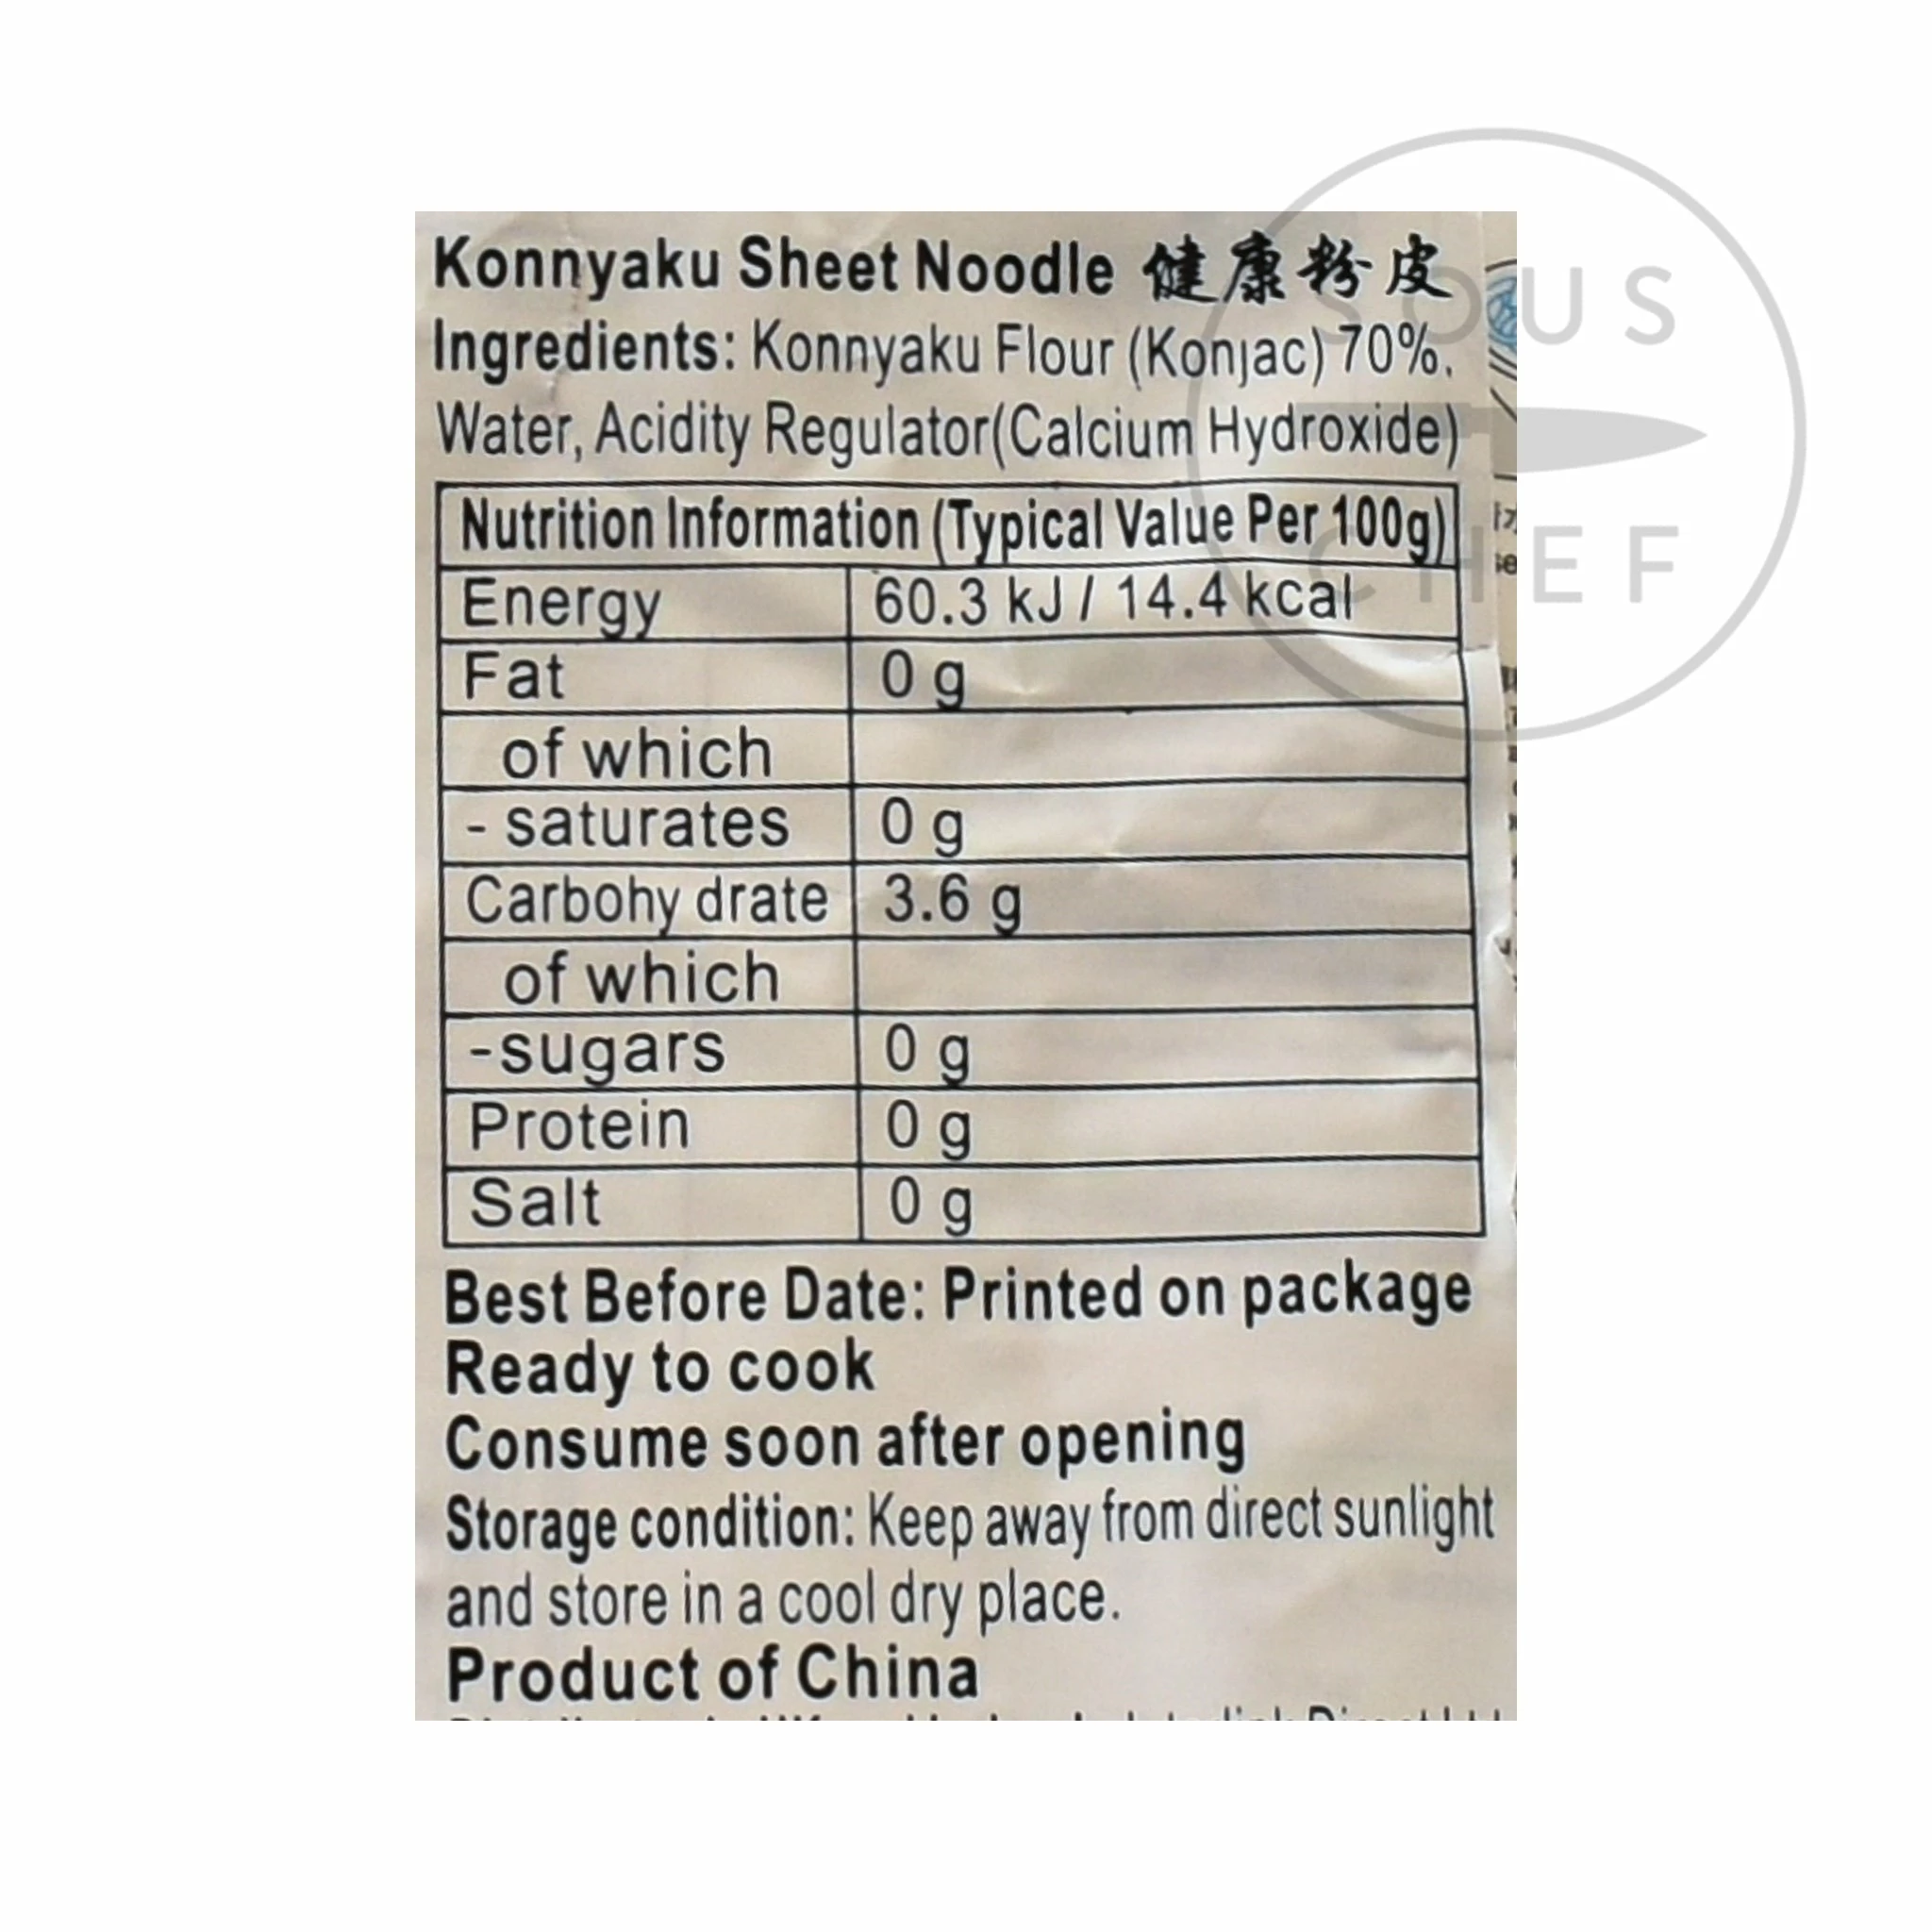 Konnyaku Sheet Noodle 健康粉皮
Ingredients: Konnyaku Flour (Konjac) 70%.
Water, Acidity Regulator(Calcium Hydroxide)
Nutrition Information (Typical Value Per 100g)
Energy 60.3 kJ / 14.4 kcal
Fat 0 g
of which
- saturates 0 g
Carbohy drate 3.6 g
of which
-sugars 0 g
Protein 0 g
Salt 0 g
Best Before Date: Printed on package
Ready to cook
Consume soon after opening
Storage condition: Keep away from direct sunlight
and store in a cool dry place.
Product of China
SOUS
CHEF